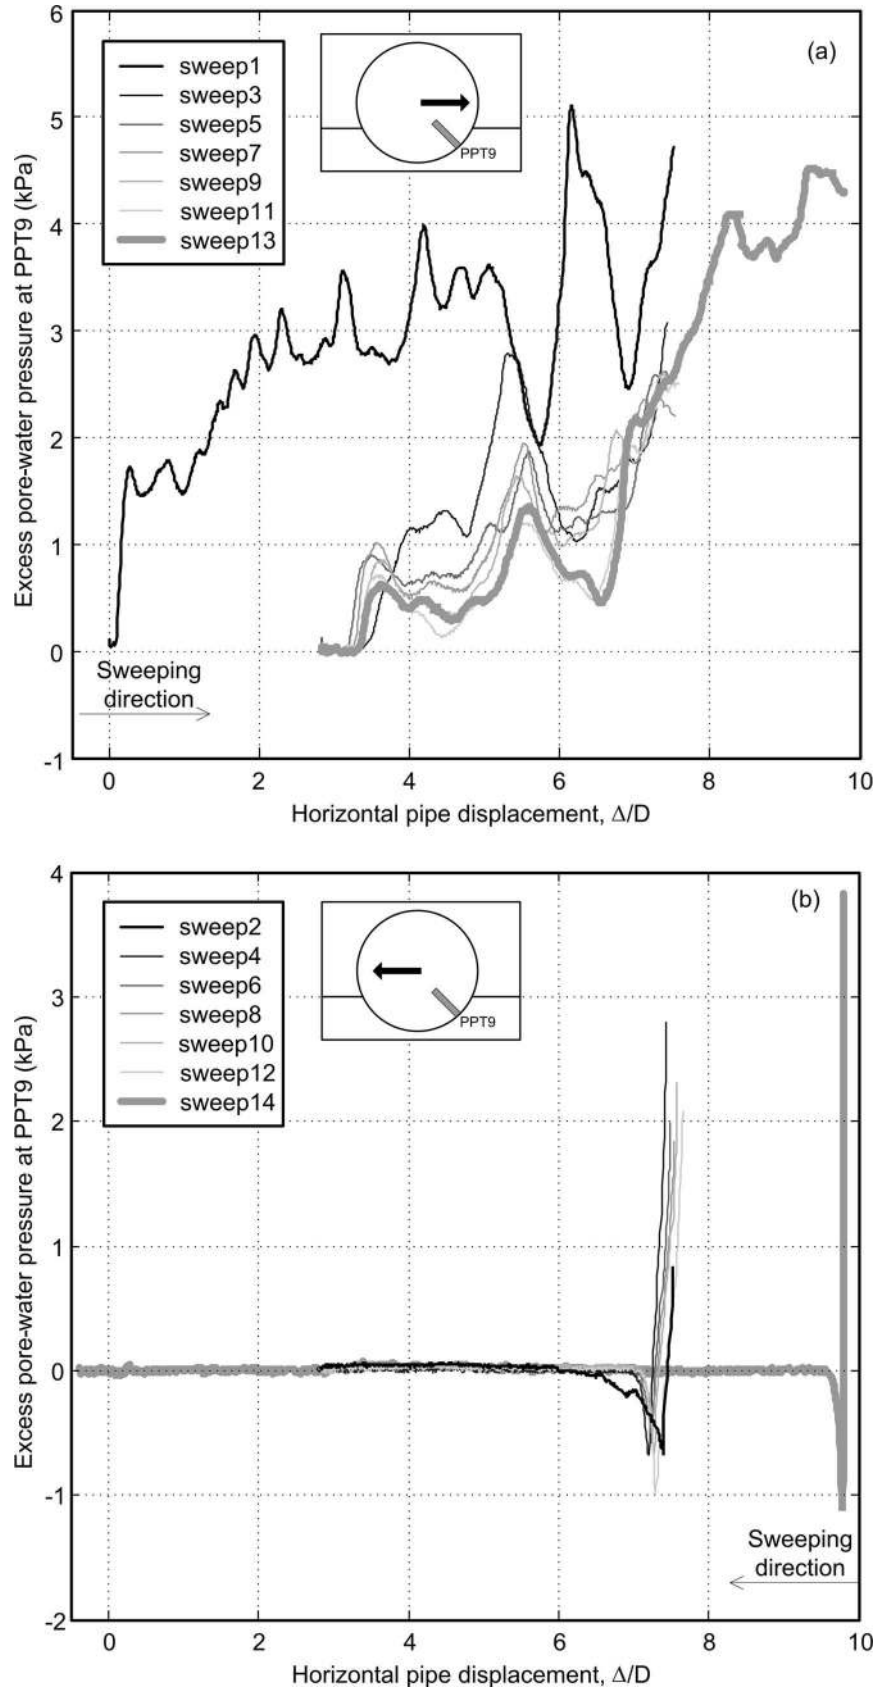 6
5
4
3
2
1
0
-1
Excess pore-water pressure at PPT9 (kPa)
sweep1
sweep3
sweep5
sweep7
sweep9
sweep11
sweep13
PPT9
(a)
Sweeping
direction
0 2 4 6 8 10
Horizontal pipe displacement, Δ/D
4
3
2
1
0
-1
-2
Excess pore-water pressure at PPT9 (kPa)
sweep2
sweep4
sweep6
sweep8
sweep10
sweep12
sweep14
PPT9
(b)
Sweeping
direction
0 2 4 6 8 10
Horizontal pipe displacement, Δ/D